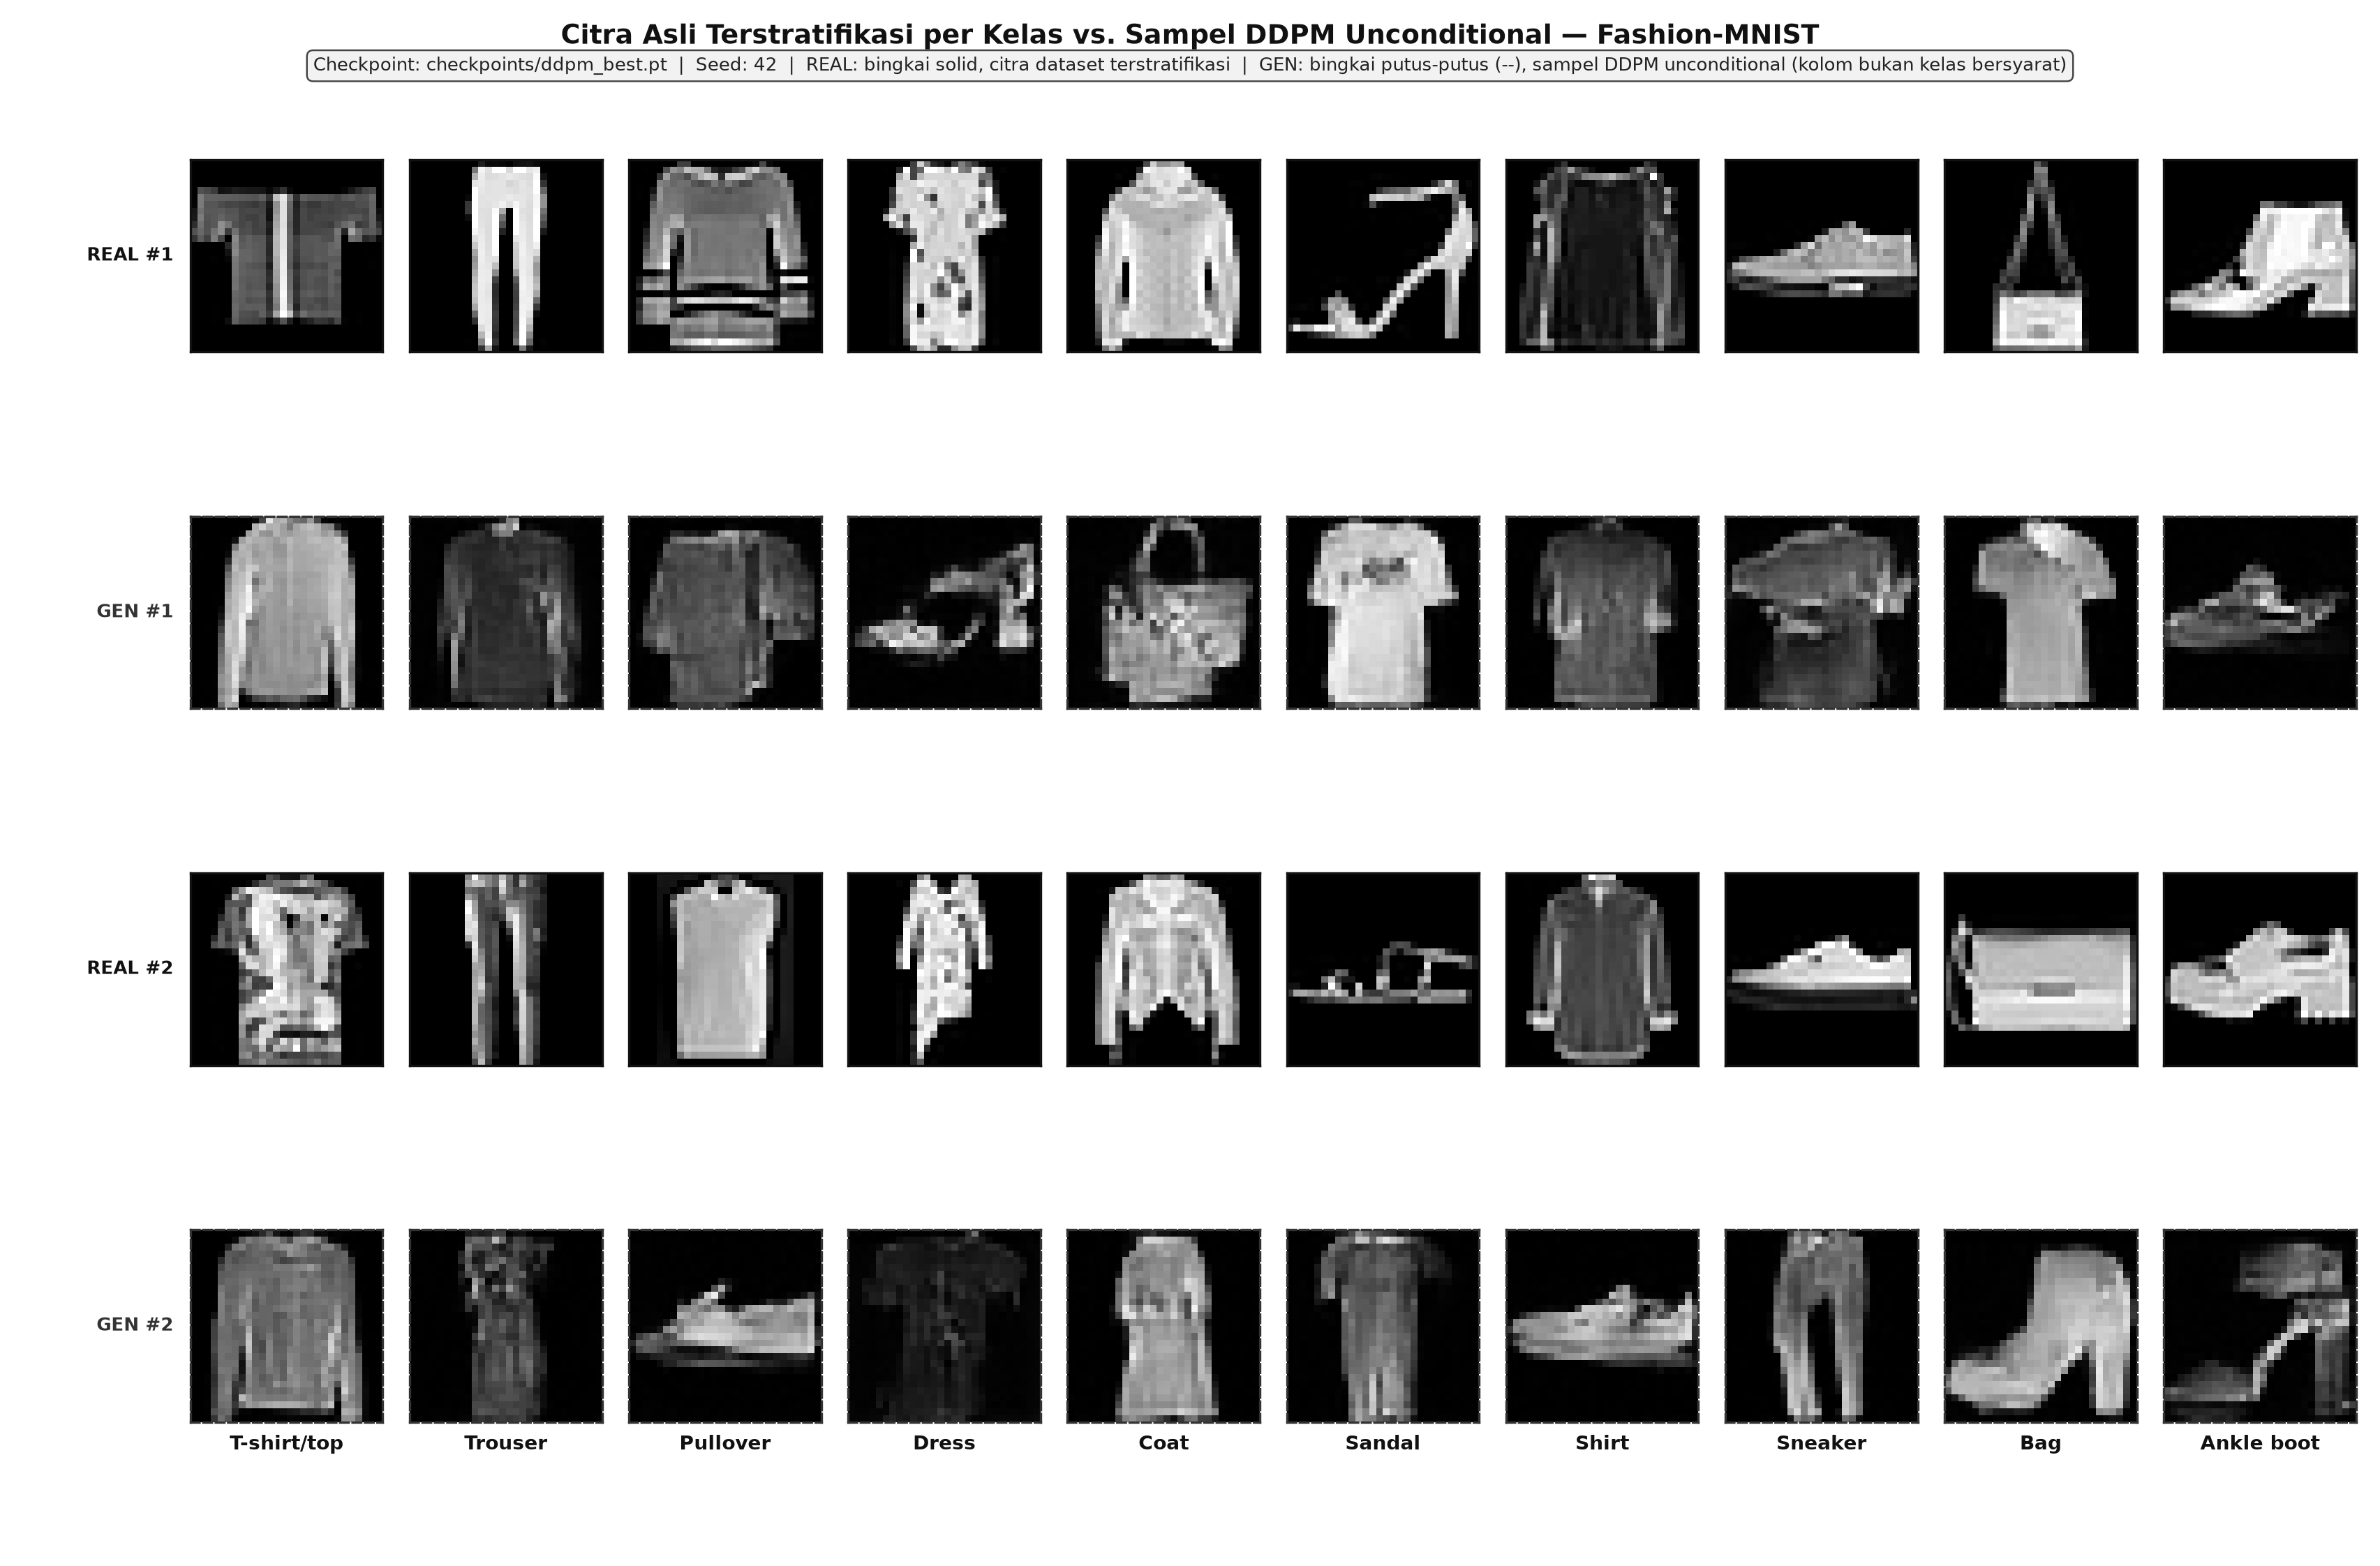 Citra Asli Terstratifikasi per Kelas vs. Sampel DDPM Unconditional — Fashion-MNIST
Checkpoint: checkpoints/ddpm_best.pt | Seed: 42 | REAL: bingkai solid, citra dataset terstratifikasi | GEN: bingkai putus-putus (--), sampel DDPM unconditional (kolom bukan kelas bersyarat)
REAL #1
GEN #1
REAL #2
GEN #2
T-shirt/top Trouser Pullover Dress Coat Sandal Shirt Sneaker Bag Ankle boot